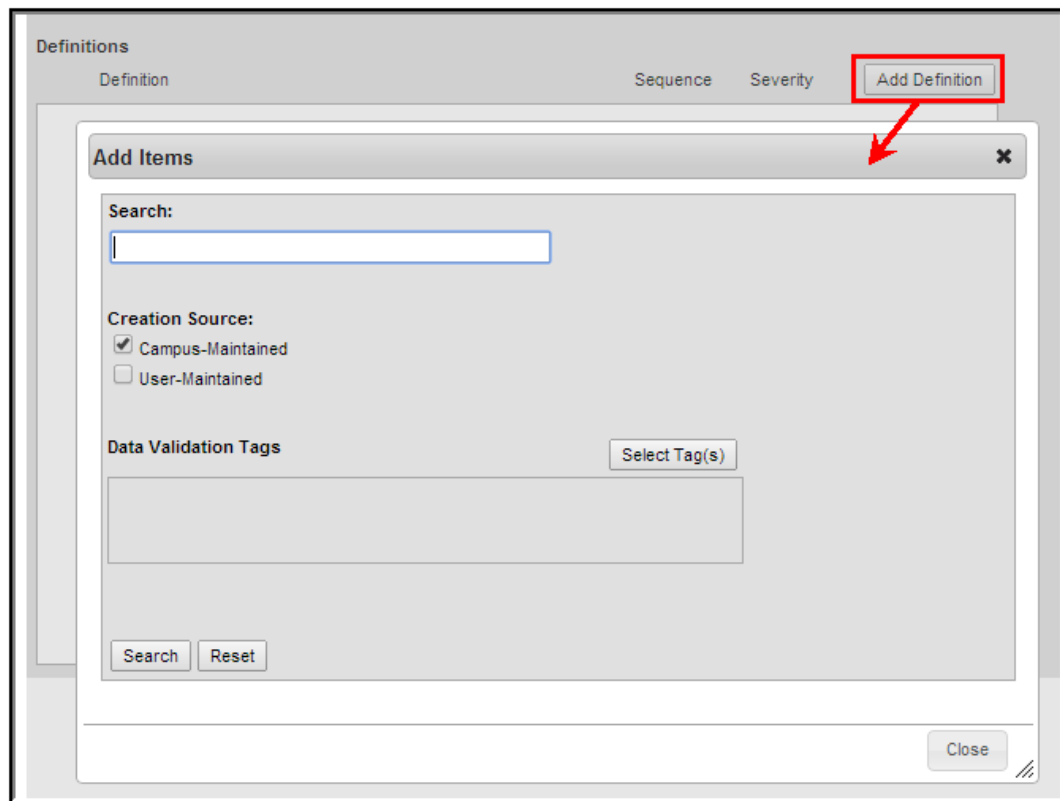 Definitions
Definition Sequence Severity Add Definition
Add Items
Search:
Creation Source:
Campus-Maintained
User-Maintained
Data Validation Tags Select Tag(s)
Search Reset
Close